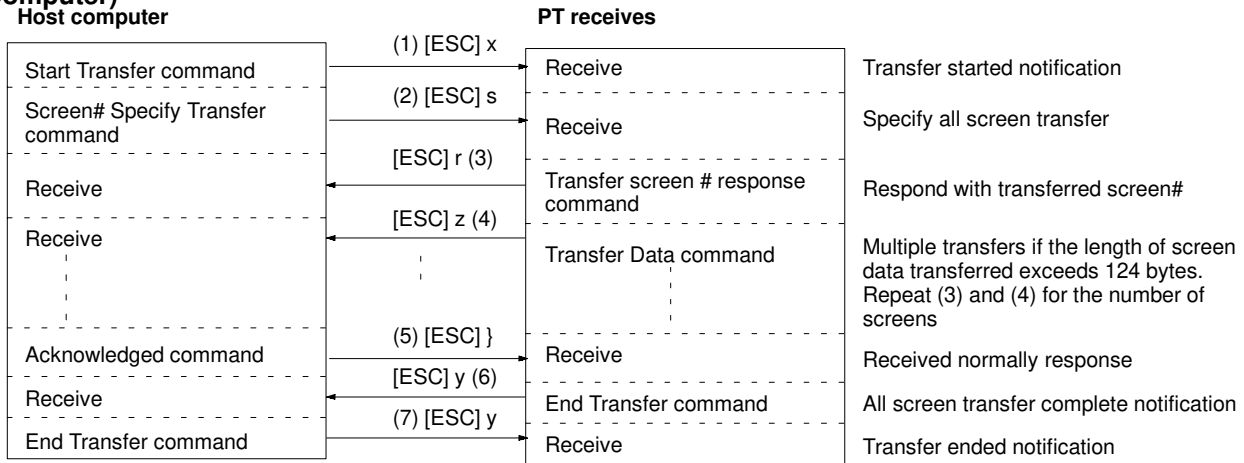 computer)
Host computer
PT receives
(1) [ESC] x
Start Transfer command
Receive
Transfer started notification
(2) [ESC] s
Screen# Specify Transfer
command
Receive
Specify all screen transfer
[ESC] r (3)
Receive
Transfer screen # response
command
Respond with transferred screen#
[ESC] z (4)
Receive
Transfer Data command
Multiple transfers if the length of screen
data transferred exceeds 124 bytes.
Repeat (3) and (4) for the number of
screens
(5) [ESC] }
Acknowledged command
Receive
Received normally response
[ESC] y (6)
Receive
End Transfer command
All screen transfer complete notification
(7) [ESC] y
End Transfer command
Receive
Transfer ended notification